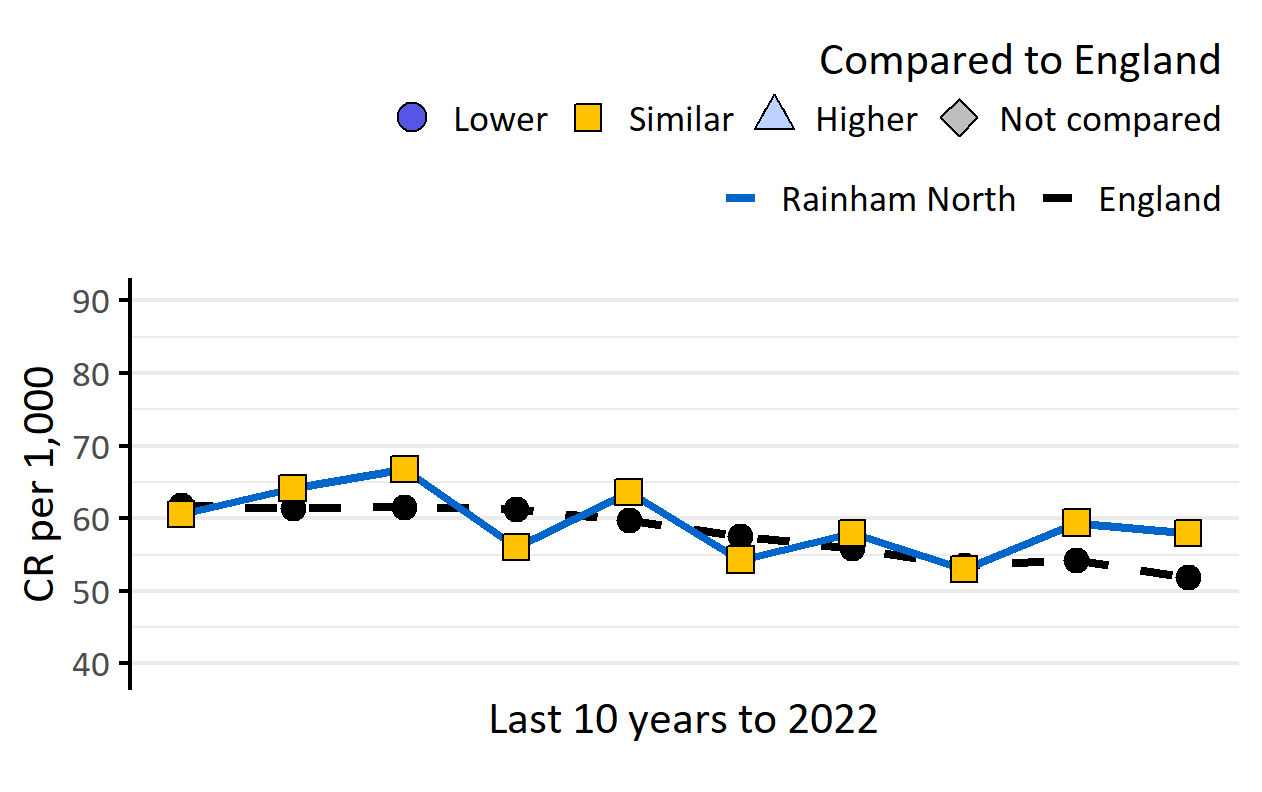 Compared to England
Lower Similar Higher Not compared
Rainham North England
90
80
70
60
50
40
CR per 1,000
Last 10 years to 2022